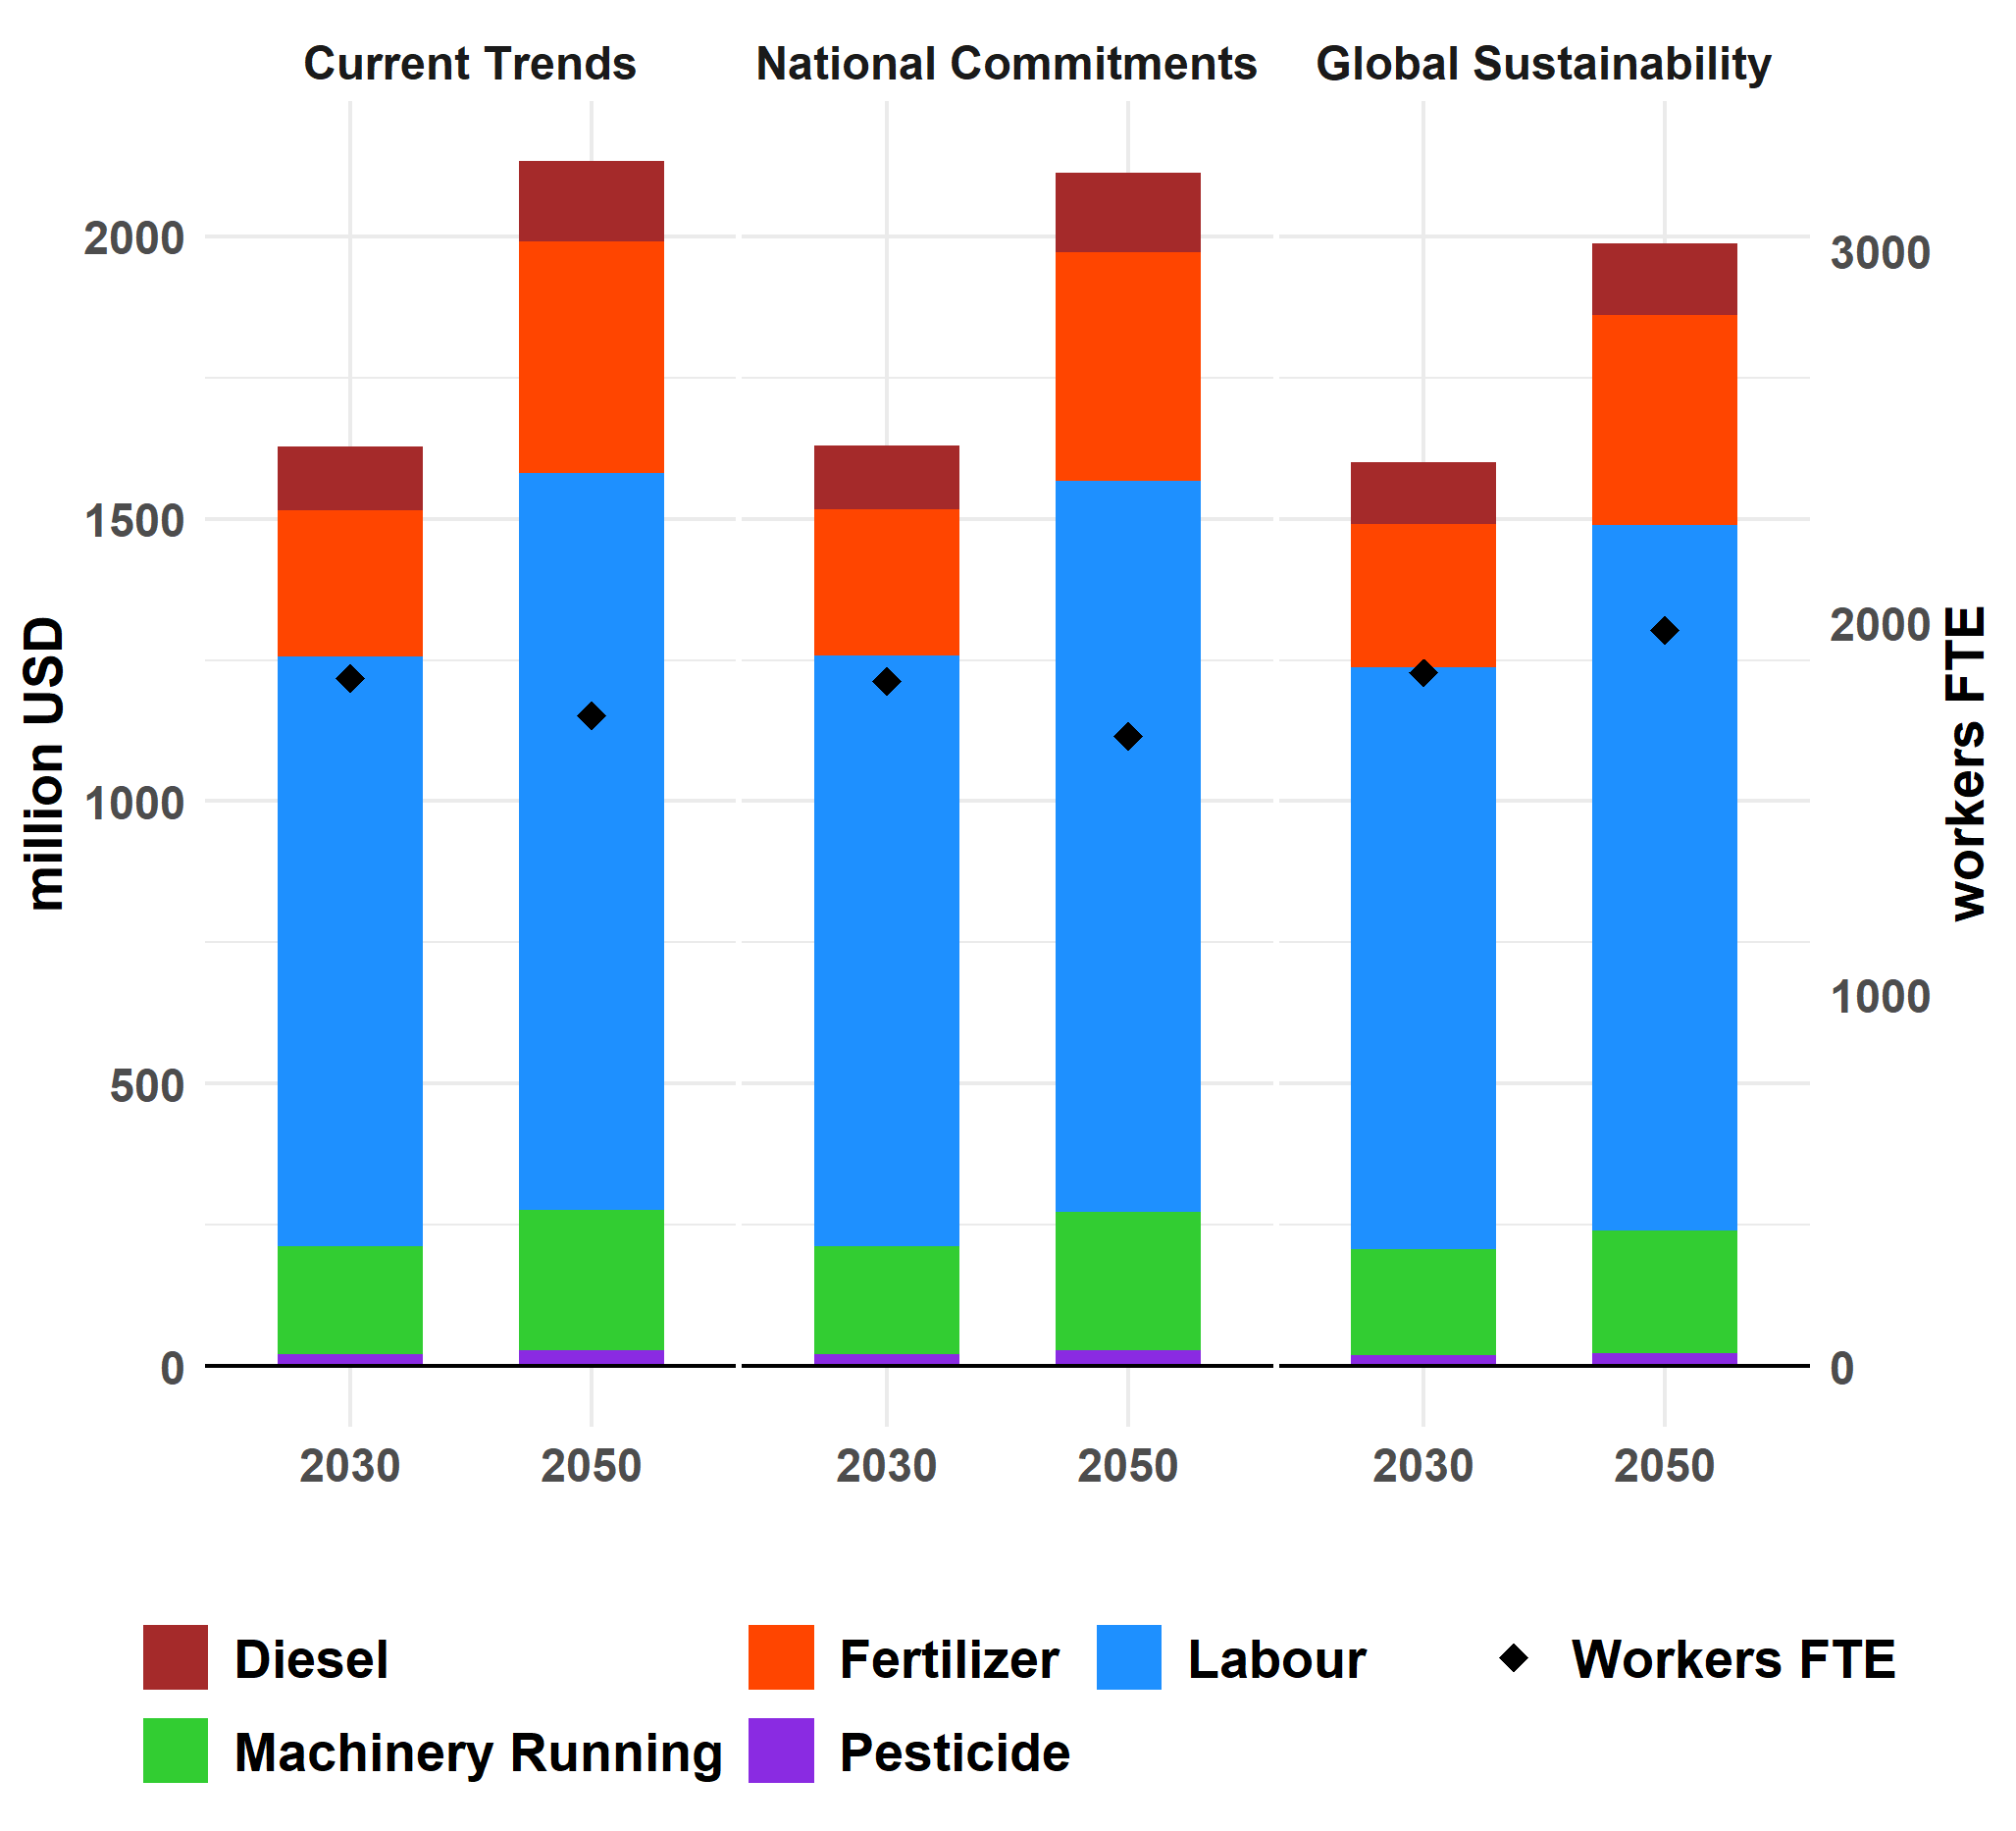 Current Trends National Commitments Global Sustainability
million USD
2000
1500
1000
500
0
3000
2000
1000
0
workers FTE
2030 2050 2030 2050 2030 2050
Diesel Fertilizer Labour Workers FTE
Machinery Running Pesticide